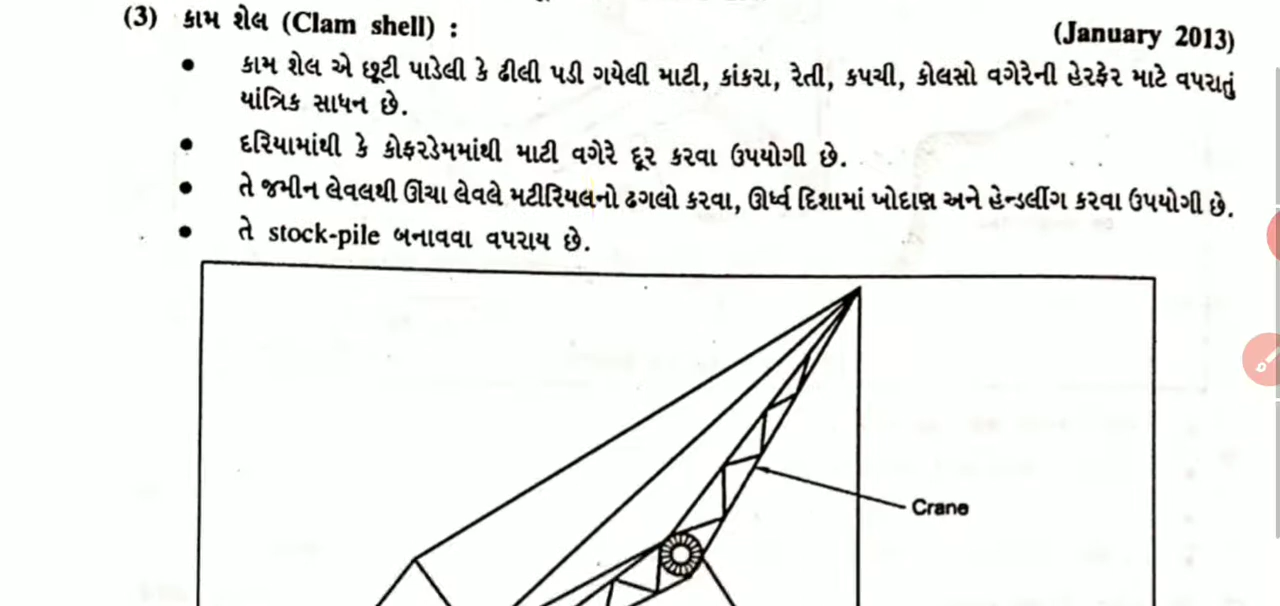 (3) કામ શેલ (Clam shell) :
(January 2013)
• કામ શેલ એ છૂટી પાડેલી કે ઢીલી પડી ગયેલી માટી, કાંકરા, રેતી, કપચી, કોલસો વગેરેની હેરફેર માટે વપરાતું
યાંત્રિક સાધન છે.
• દરિયામાંથી કે કોફરડેમમાંથી માટી વગેરે દૂર કરવા ઉપયોગી છે.
• તે જમીન લેવલથી ઊંચા લેવલે મટીરિયલનો ઢગલો કરવા, ઊર્ધ્વ દિશામાં ખોદાણ અને હેન્ડલીંગ કરવા ઉપયોગી છે.
• તે stock-pile બનાવવા વપરાય છે.
Crane